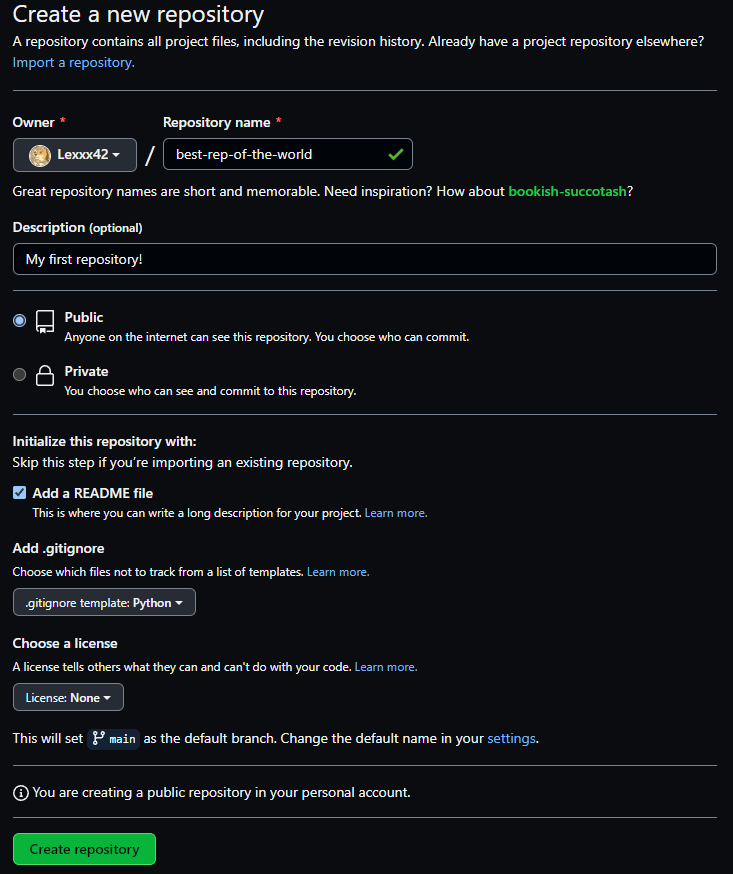 Create a new repository
A repository contains all project files, including the revision history. Already have a project repository elsewhere?
Import a repository.
Owner * Repository name *
Lexxx42 / best-rep-of-the-world
Great repository names are short and memorable. Need inspiration? How about bookish-succotash?
Description (optional)
My first repository!
Public
Anyone on the internet can see this repository. You choose who can commit.
Private
You choose who can see and commit to this repository.
Initialize this repository with:
Skip this step if you’re importing an existing repository.
Add a README file
This is where you can write a long description for your project. Learn more.
Add .gitignore
Choose which files not to track from a list of templates. Learn more.
.gitignore template: Python
Choose a license
A license tells others what they can and can't do with your code. Learn more.
License: None
This will set main as the default branch. Change the default name in your settings.
You are creating a public repository in your personal account.
Create repository